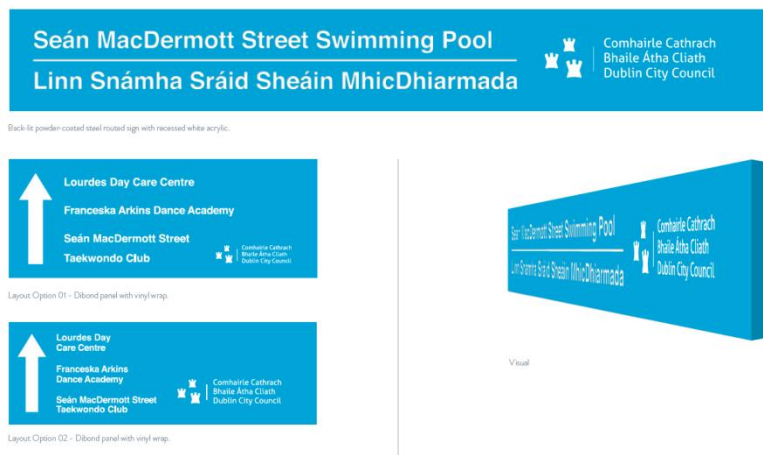 Seán MacDermott Street Swimming Pool
Linn Snámha Sráid Sheáin MhicDhiarmada
Comhairle Cathrach
Bhaile Átha Cliath
Dublin City Council
Back-lit powder-coated steel routed sign with recessed white acrylic.
Lourdes Day Care Centre
Franceska Arkins Dance Academy
Seán MacDermott Street
Taekwondo Club
Comhairle Cathrach
Bhaile Átha Cliath
Dublin City Council
Layout Option 01 - Dibond panel with vinyl wrap.
Lourdes Day
Care Centre
Franceska Arkins
Dance Academy
Seán MacDermott Street
Taekwondo Club
Comhairle Cathrach
Bhaile Átha Cliath
Dublin City Council
Layout Option 02 - Dibond panel with vinyl wrap.
Seán MacDermott Street Swimming Pool
Linn Snámha Sráid Sheáin MhicDhiarmada
Comhairle Cathrach
Bhaile Átha Cliath
Dublin City Council
Visual